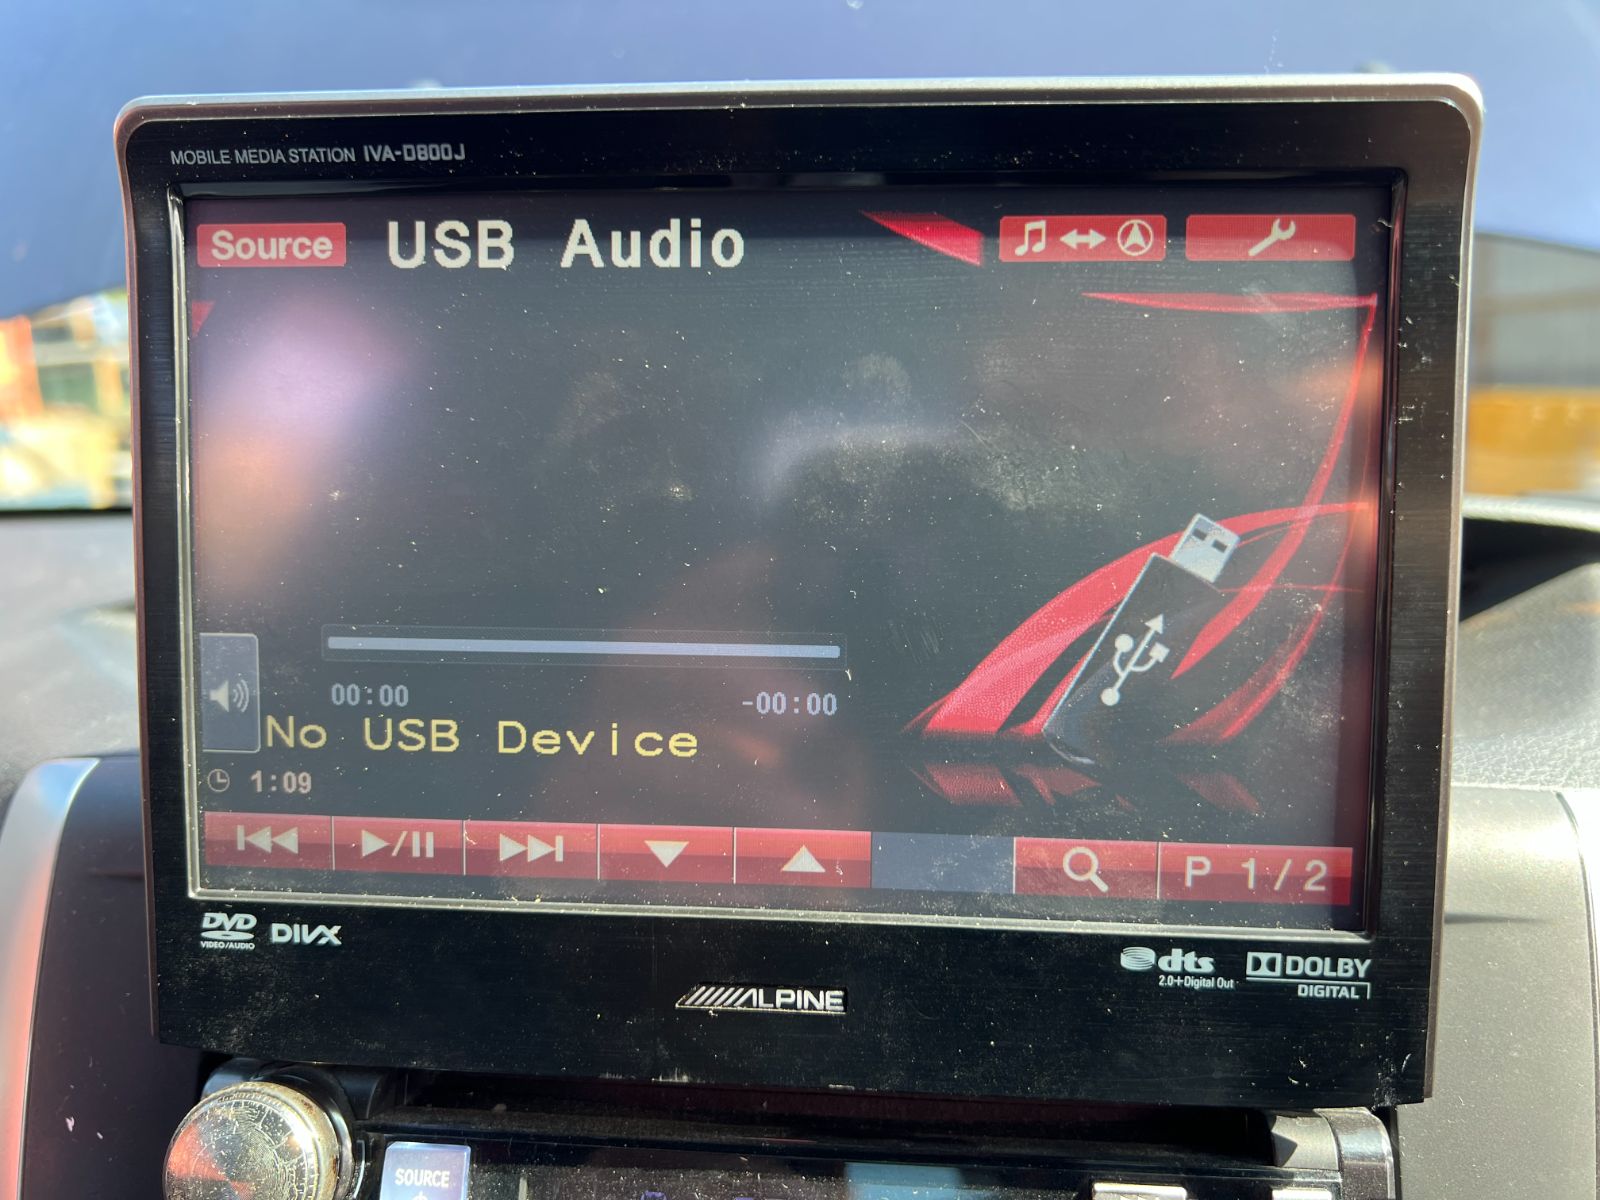 MOBILE MEDIA STATION IVA-D800J
Source
USB Audio
00:00
-00:00
No USB Device
1:09
P 1/2
DVD
VIDEO/AUDIO
DIVX
dts
2.0+Digital Out
DOLBY
DIGITAL
ALPINE
SOURCE